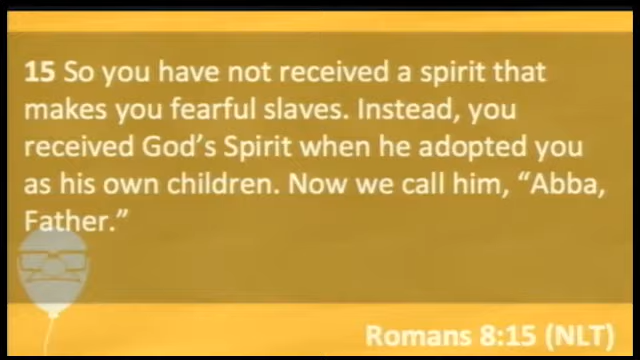 15 So you have not received a spirit that
makes you fearful slaves. Instead, you
received God’s Spirit when he adopted you
as his own children. Now we call him, “Abba,
Father.”
Romans 8:15 (NLT)